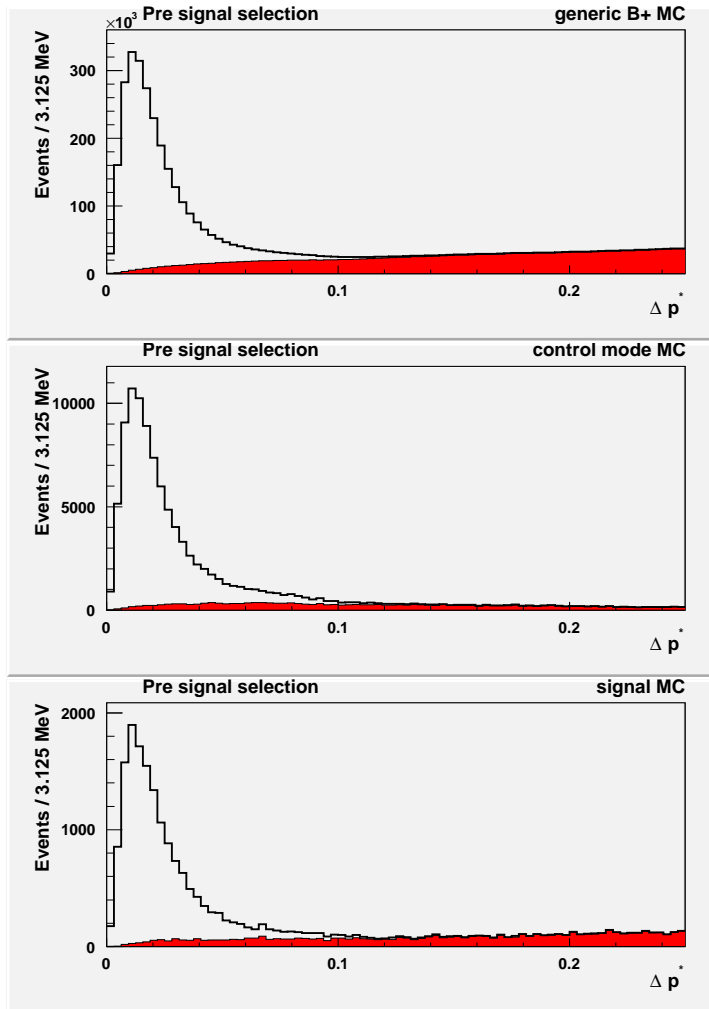 Pre signal selection generic B+ MC
×10³
Events / 3.125 MeV
300
200
100
0
0 0.1 0.2
Δ p*
Pre signal selection control mode MC
Events / 3.125 MeV
10000
5000
0
0 0.1 0.2
Δ p*
Pre signal selection signal MC
Events / 3.125 MeV
2000
1000
0
0 0.1 0.2
Δ p*